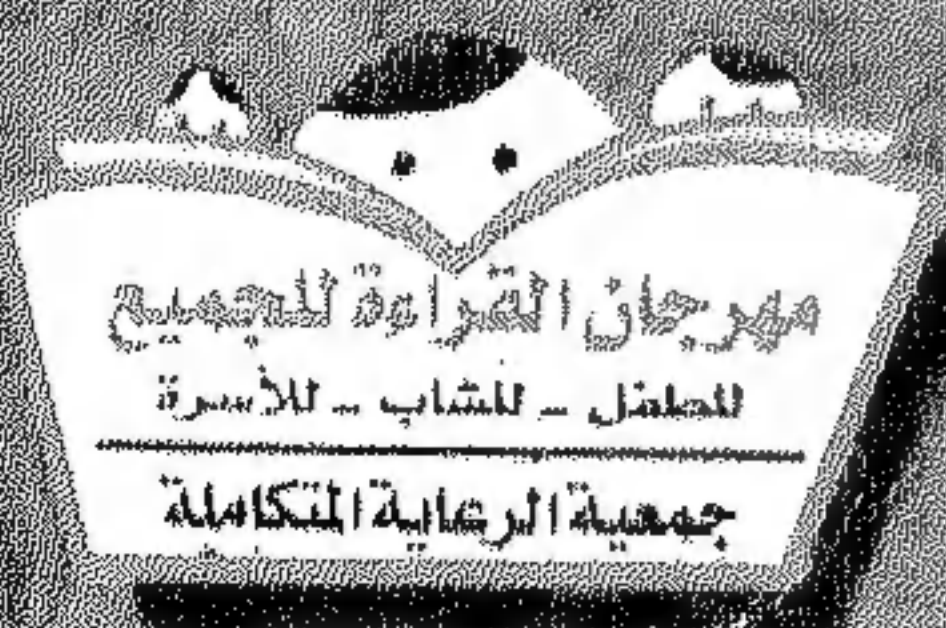 مهرجان القراءة للجميع
للطفل - للشاب - للأسرة
جمعية الرعاية المتكاملة